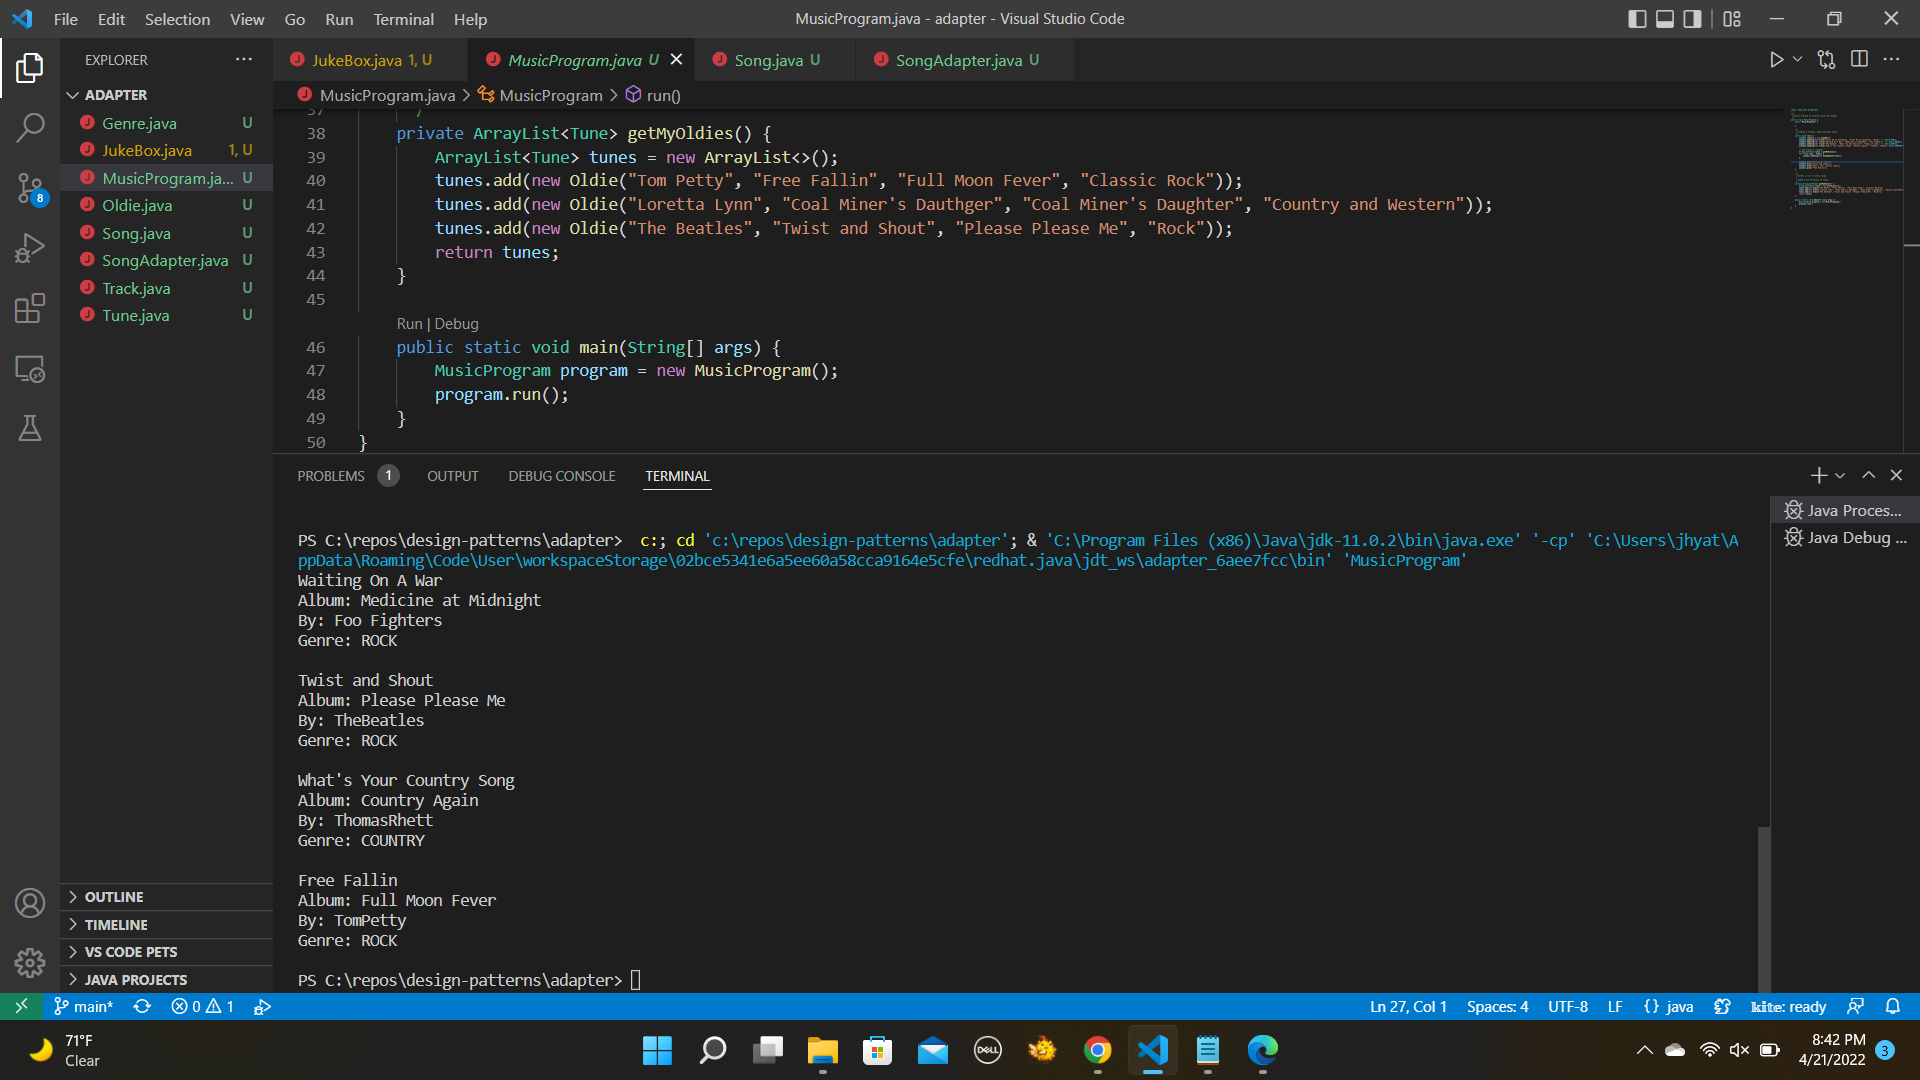 File Edit Selection View Go Run Terminal Help
MusicProgram.java - adapter - Visual Studio Code
EXPLORER
ADAPTER
Genre.java U
JukeBox.java 1, U
MusicProgram.ja... U
Oldie.java U
Song.java U
SongAdapter.java U
Track.java U
Tune.java U
8
OUTLINE
TIMELINE
VS CODE PETS
JAVA PROJECTS
JukeBox.java 1, U
MusicProgram.java U
Song.java U
SongAdapter.java U
MusicProgram.java > MusicProgram > run()
38 private ArrayList<Tune> getMyOldies() {
39 ArrayList<Tune> tunes = new ArrayList<>();
40 tunes.add(new Oldie("Tom Petty", "Free Fallin", "Full Moon Fever", "Classic Rock"));
41 tunes.add(new Oldie("Loretta Lynn", "Coal Miner's Dauthger", "Coal Miner's Daughter", "Country and Western"));
42 tunes.add(new Oldie("The Beatles", "Twist and Shout", "Please Please Me", "Rock"));
43 return tunes;
44 }
45
Run | Debug
46 public static void main(String[] args) {
47 MusicProgram program = new MusicProgram();
48 program.run();
49 }
50 }
PROBLEMS 1 OUTPUT DEBUG CONSOLE TERMINAL
Java Proces...
Java Debug ...
PS C:\repos\design-patterns\adapter>  c:; cd 'c:\repos\design-patterns\adapter'; & 'C:\Program Files (x86)\Java\jdk-11.0.2\bin\java.exe' '-cp' 'C:\Users\jhyat\A
ppData\Roaming\Code\User\workspaceStorage\02bce5341e6a5ee60a58cca9164e5cfe\redhat.java\jdt_ws\adapter_6aee7fcc\bin' 'MusicProgram'
Waiting On A War
Album: Medicine at Midnight
By: Foo Fighters
Genre: ROCK
Twist and Shout
Album: Please Please Me
By: TheBeatles
Genre: ROCK
What's Your Country Song
Album: Country Again
By: ThomasRhett
Genre: COUNTRY
Free Fallin
Album: Full Moon Fever
By: TomPetty
Genre: ROCK
PS C:\repos\design-patterns\adapter>
main* 0 1
Ln 27, Col 1 Spaces: 4 UTF-8 LF {} java kite: ready
71°F
Clear
DELL
8:42 PM
4/21/2022
3